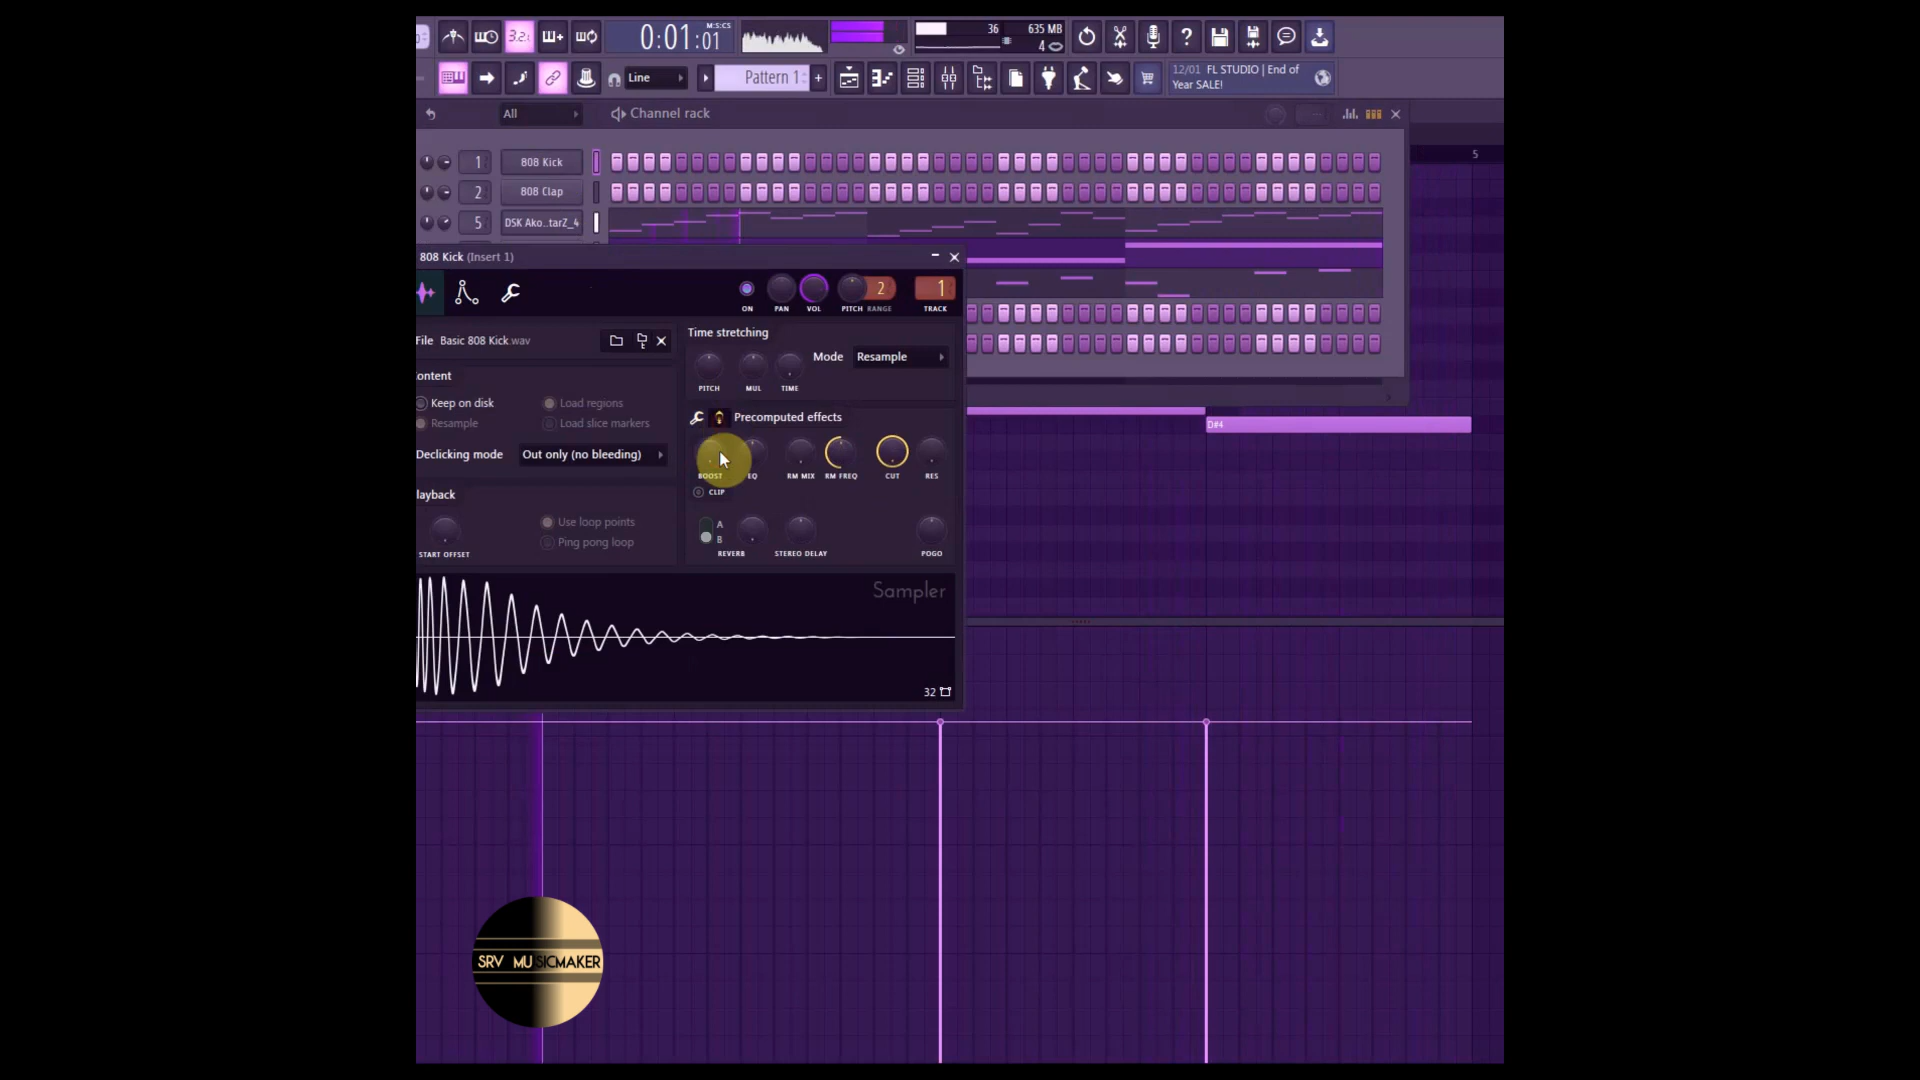 3.2.
0:01:01
M:S:CS
36
635 MB
4
Line
Pattern 1
+
12/01 FL STUDIO | End of
Year SALE!
All
Channel rack
5
1
808 Kick
2
808 Clap
5
DSK Ako..tarZ_4
808 Kick (Insert 1)
2
1
ON
PAN
VOL
PITCH
RANGE
TRACK
File
Basic 808 Kick.wav
Time stretching
Mode
Resample
PITCH
MUL
TIME
ontent
Keep on disk
Load regions
Resample
Load slice markers
Declicking mode
Out only (no bleeding)
Precomputed effects
BOOST
EQ
RM MIX
RM FREQ
CUT
RES
CLIP
layback
Use loop points
Ping pong loop
START OFFSET
A
B
REVERB
STEREO DELAY
POGO
Sampler
32
D#4
SRV MUSICMAKER